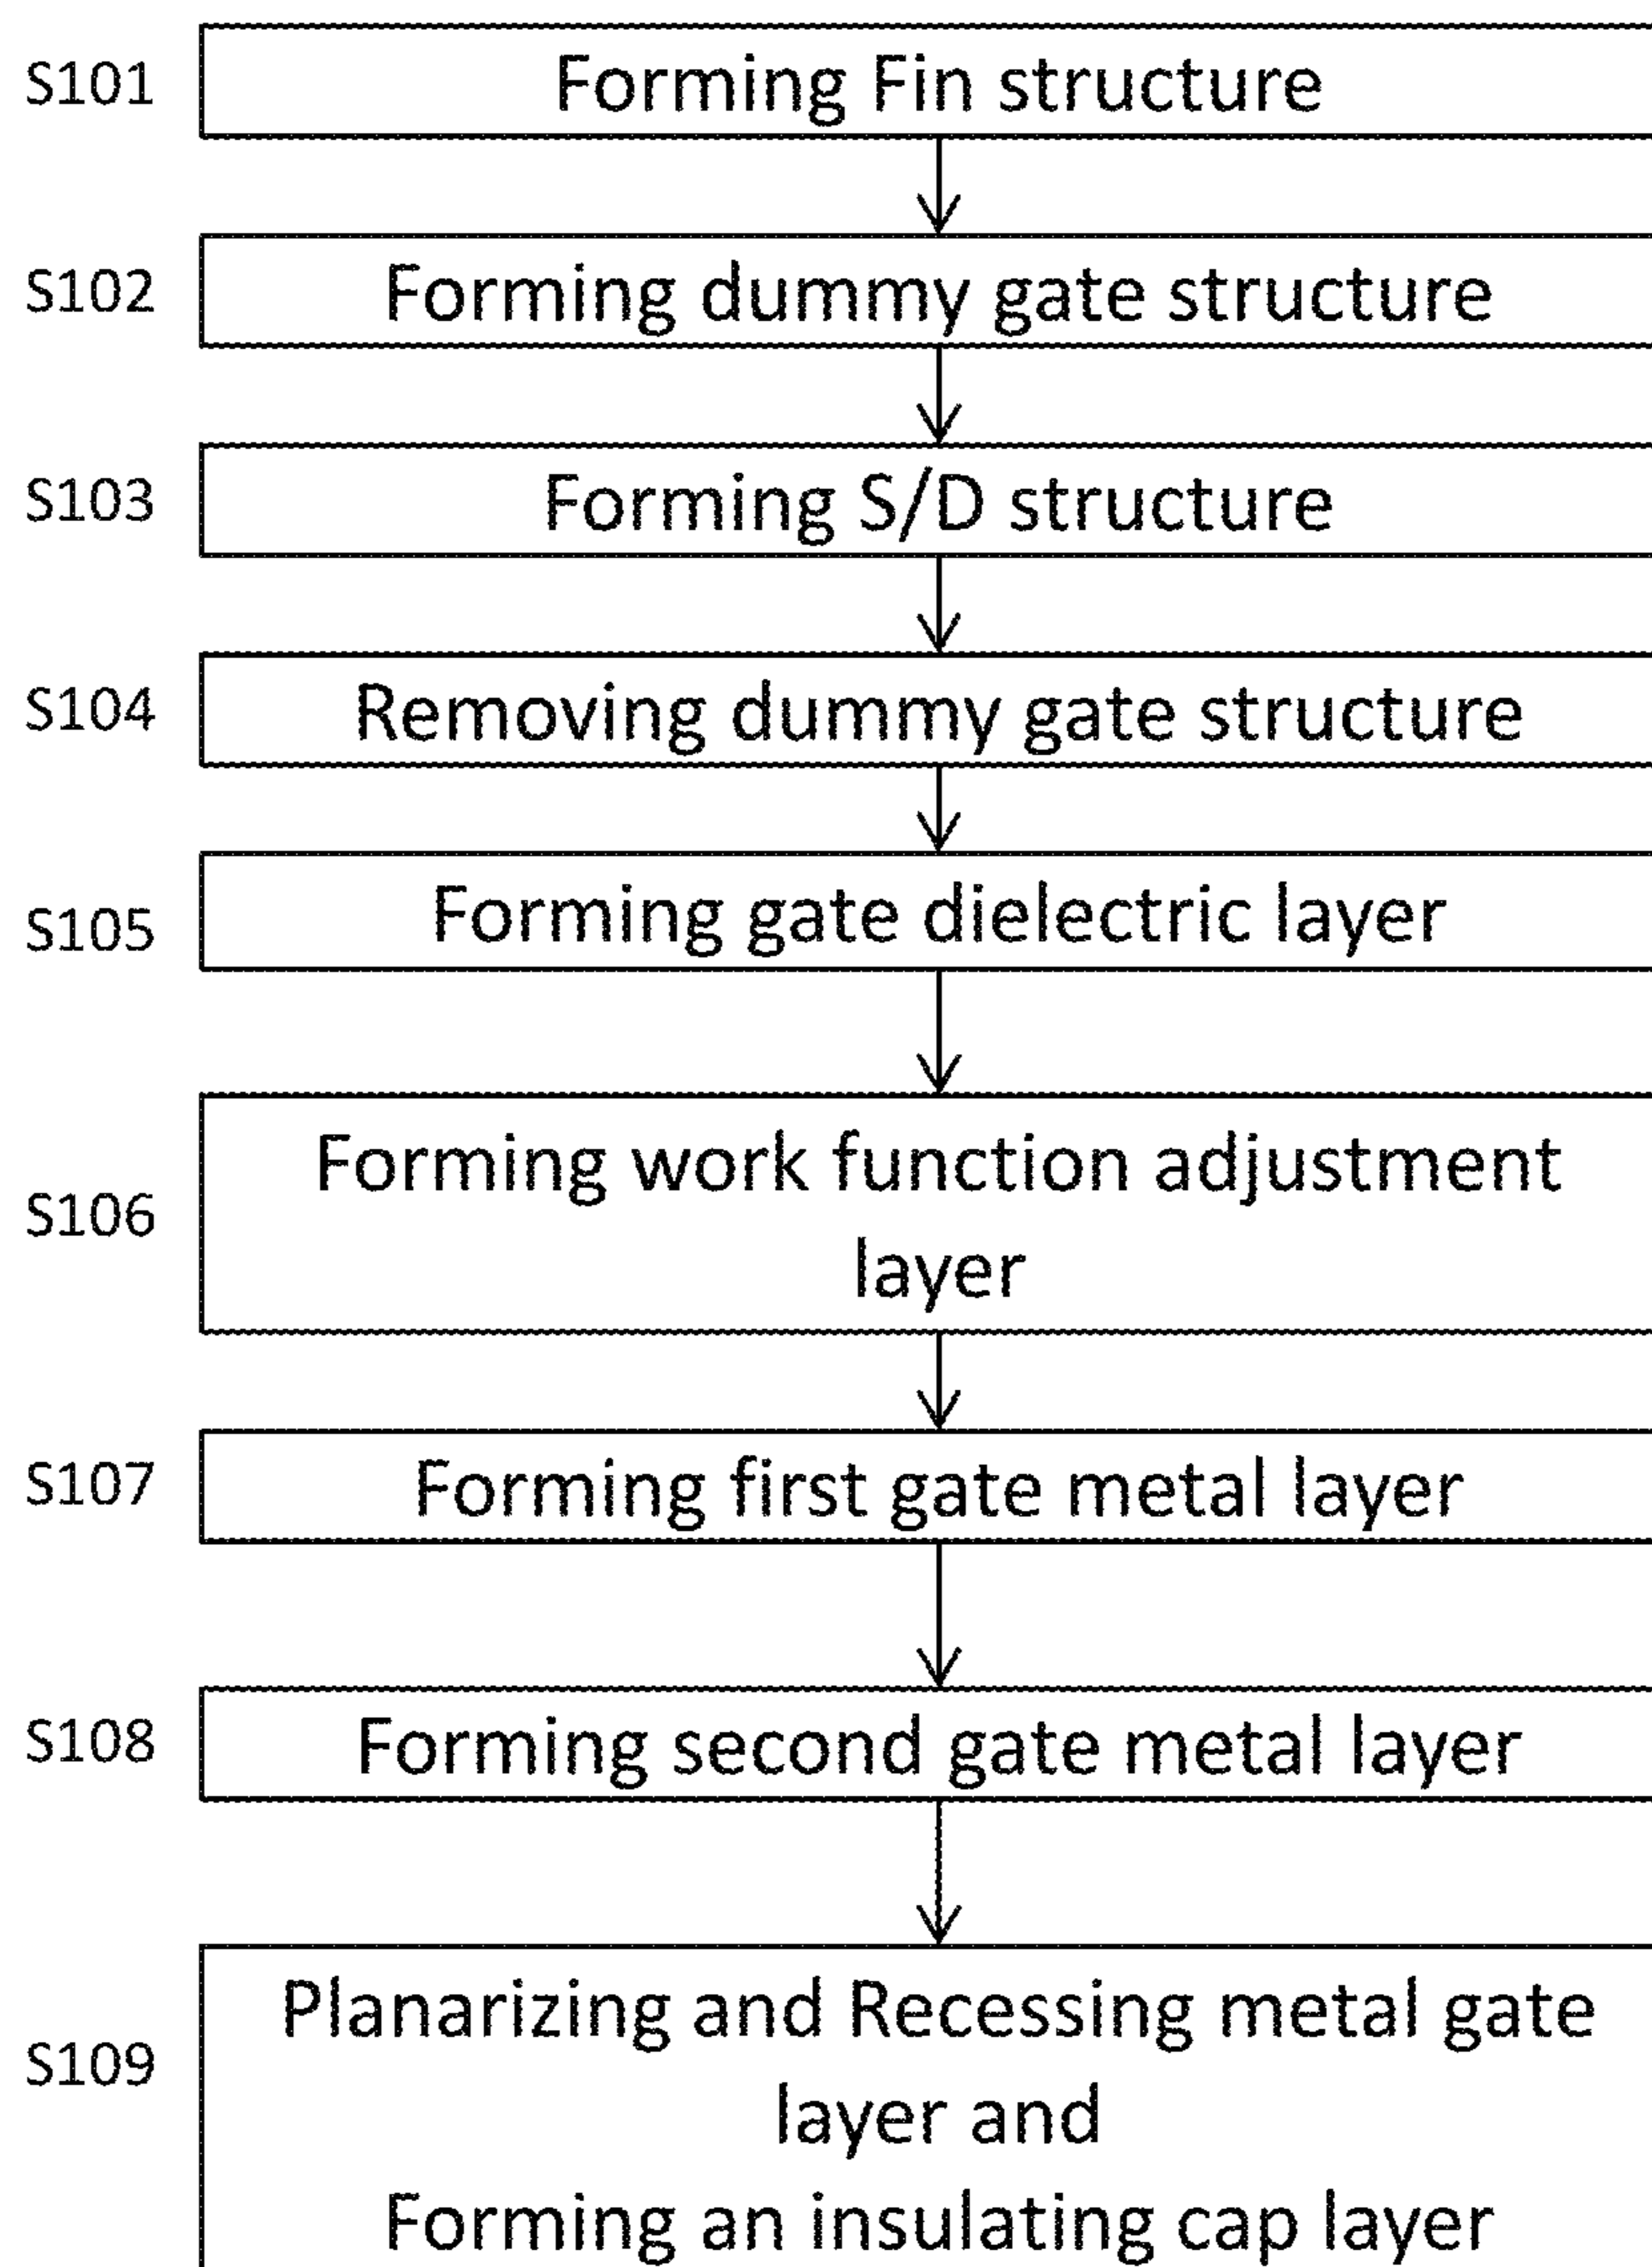 S101 Forming Fin structure
S102 Forming dummy gate structure
S103 Forming S/D structure
S104 Removing dummy gate structure
S105 Forming gate dielectric layer
S106 Forming work function adjustment
layer
S107 Forming first gate metal layer
S108 Forming second gate metal layer
S109 Planarizing and Recessing metal gate
layer and
Forming an insulating cap layer